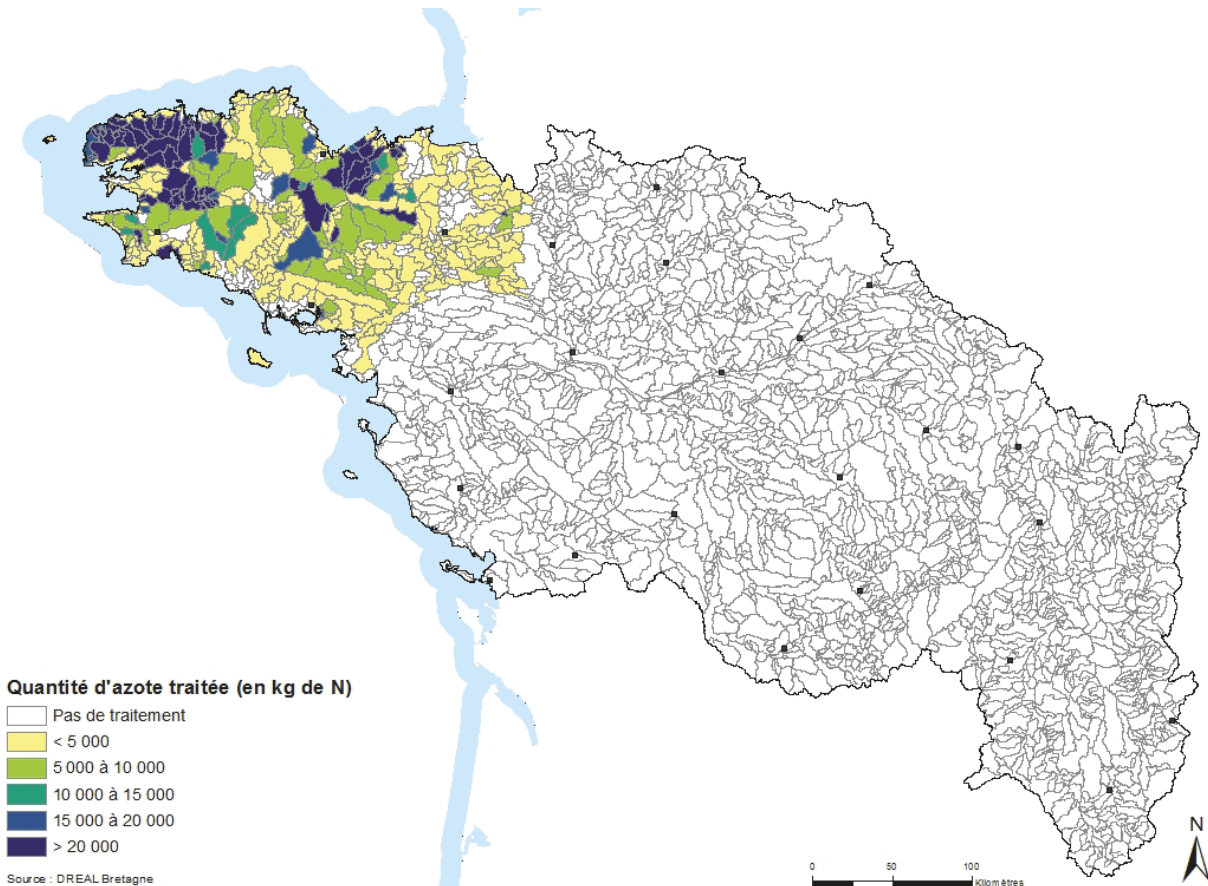 Quantité d'azote traitée (en kg de N)
Pas de traitement
< 5 000
5 000 à 10 000
10 000 à 15 000
15 000 à 20 000
> 20 000
Source : DREAL Bretagne
0 50 100
Kilomètres
N